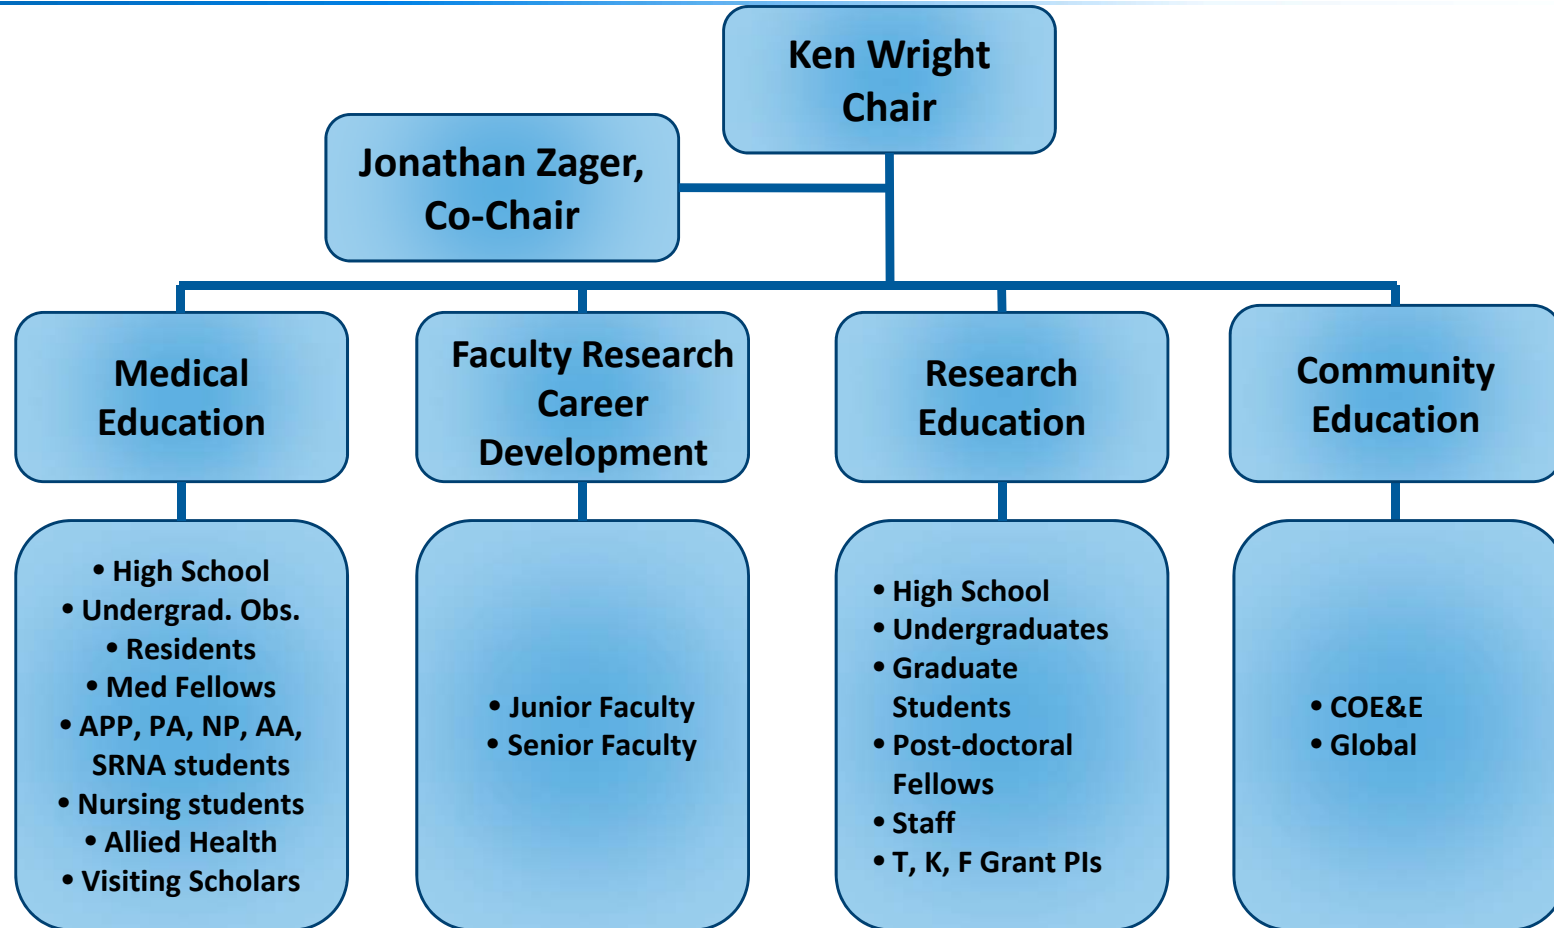 Ken Wright
Chair
Jonathan Zager,
Co-Chair
Medical
Education
Faculty Research
Career
Development
Research
Education
Community
Education
• High School
• Undergrad. Obs.
• Residents
• Med Fellows
• APP, PA, NP, AA,
SRNA students
• Nursing students
• Allied Health
• Visiting Scholars
• Junior Faculty
• Senior Faculty
• High School
• Undergraduates
• Graduate
Students
• Post-doctoral
Fellows
• Staff
• T, K, F Grant PIs
• COE&E
• Global